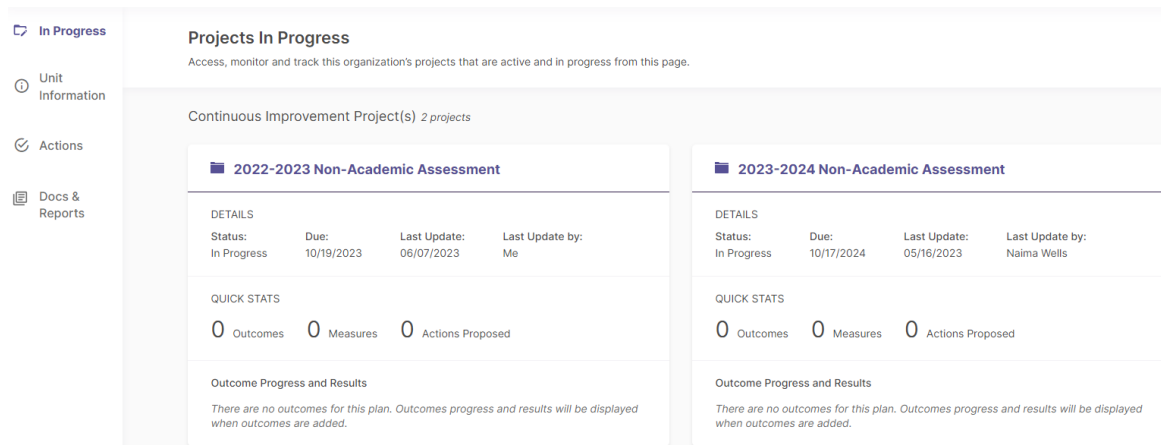 In Progress
Unit
Information
Actions
Docs &
Reports
Projects In Progress
Access, monitor and track this organization's projects that are active and in progress from this page.
Continuous Improvement Project(s) 2 projects
2022-2023 Non-Academic Assessment
DETAILS
Status: Due: Last Update: Last Update by:
In Progress 10/19/2023 06/07/2023 Me
QUICK STATS
0 Outcomes 0 Measures 0 Actions Proposed
Outcome Progress and Results
There are no outcomes for this plan. Outcomes progress and results will be displayed
when outcomes are added.
2023-2024 Non-Academic Assessment
DETAILS
Status: Due: Last Update: Last Update by:
In Progress 10/17/2024 05/16/2023 Naima Wells
QUICK STATS
0 Outcomes 0 Measures 0 Actions Proposed
Outcome Progress and Results
There are no outcomes for this plan. Outcomes progress and results will be displayed
when outcomes are added.